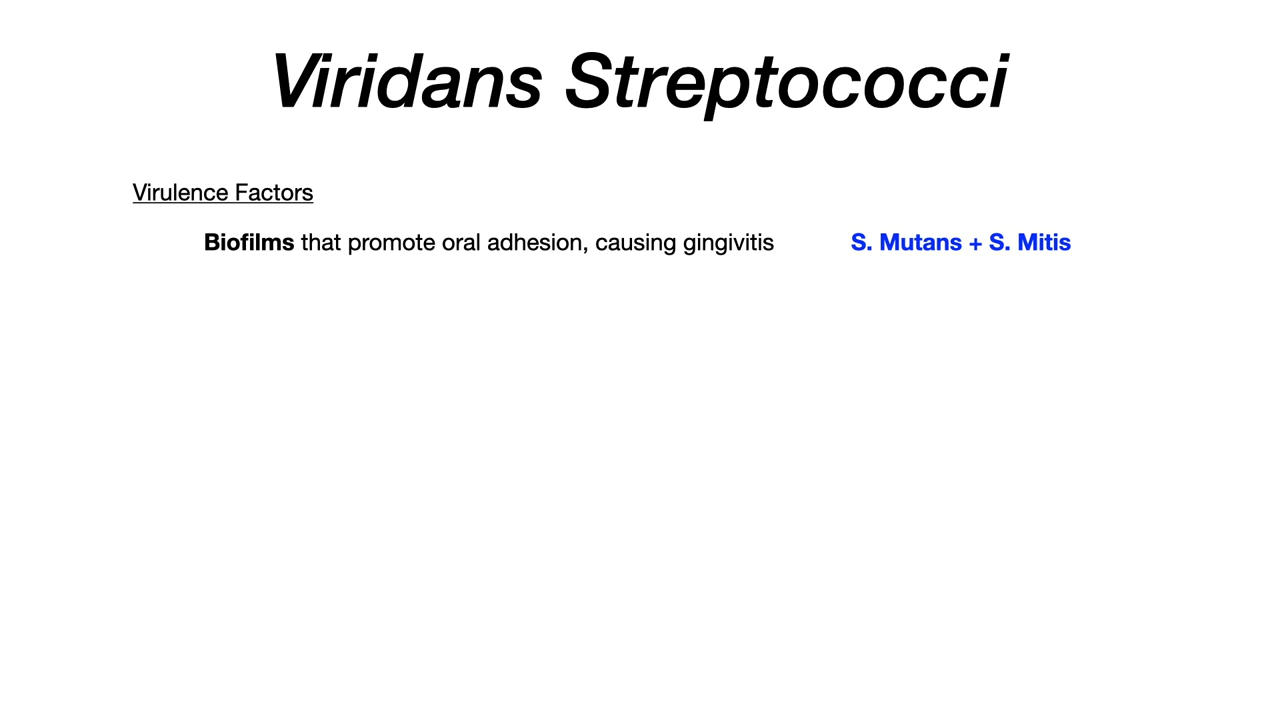 Viridans Streptococci
Virulence Factors
Biofilms that promote oral adhesion, causing gingivitis S. Mutans + S. Mitis